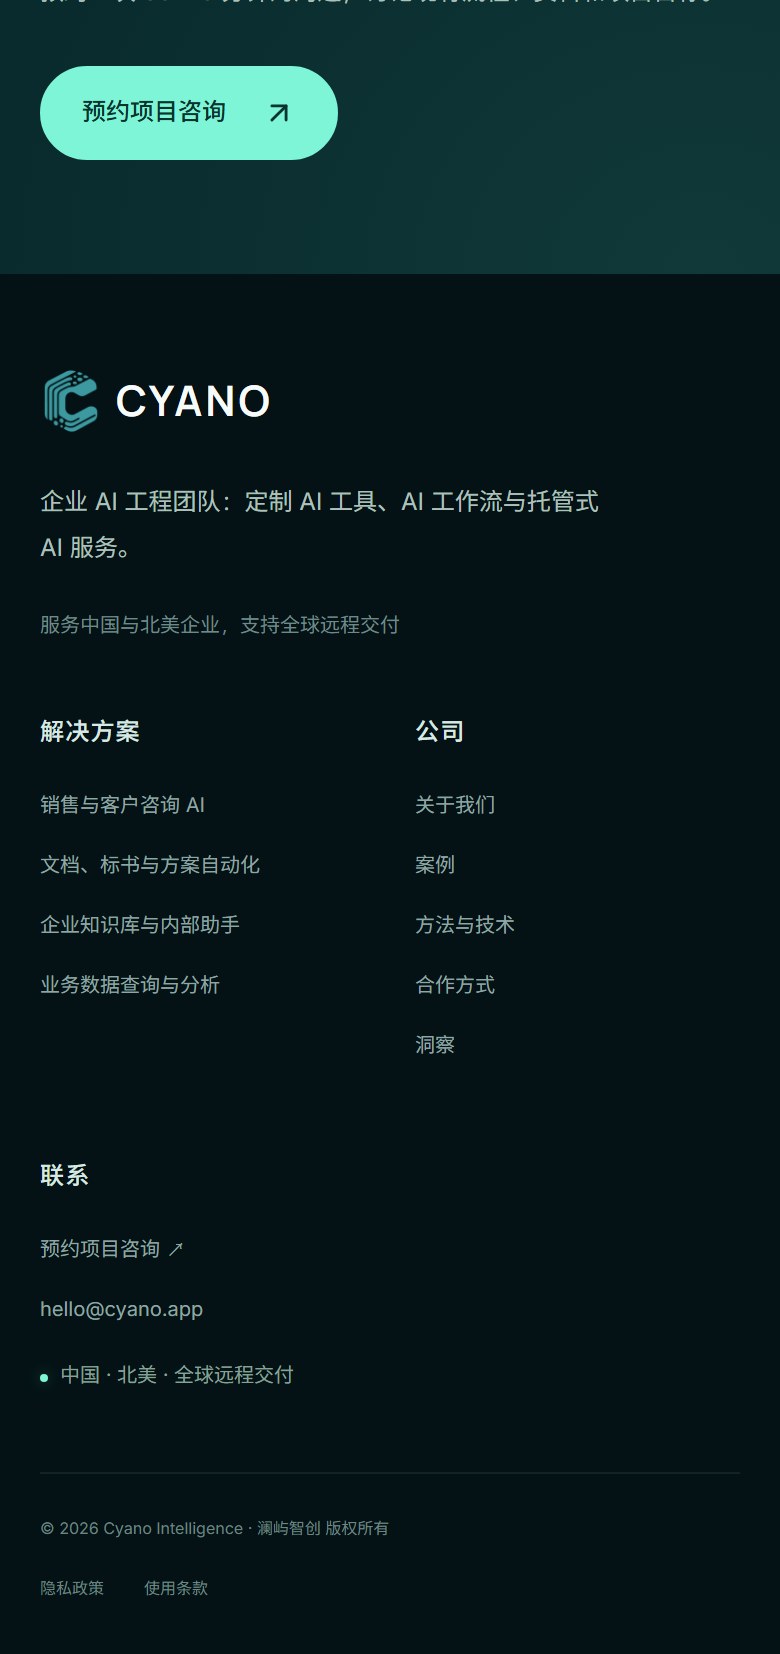 预约项目咨询
CYANO
企业 AI 工程团队：定制 AI 工具、AI 工作流与托管式
AI 服务。
服务中国与北美企业，支持全球远程交付
解决方案
销售与客户咨询 AI
文档、标书与方案自动化
企业知识库与内部助手
业务数据查询与分析
公司
关于我们
案例
方法与技术
合作方式
洞察
联系
预约项目咨询 ↗
hello@cyano.app
中国 · 北美 · 全球远程交付
© 2026 Cyano Intelligence · 澜屿智创 版权所有
隐私政策 使用条款